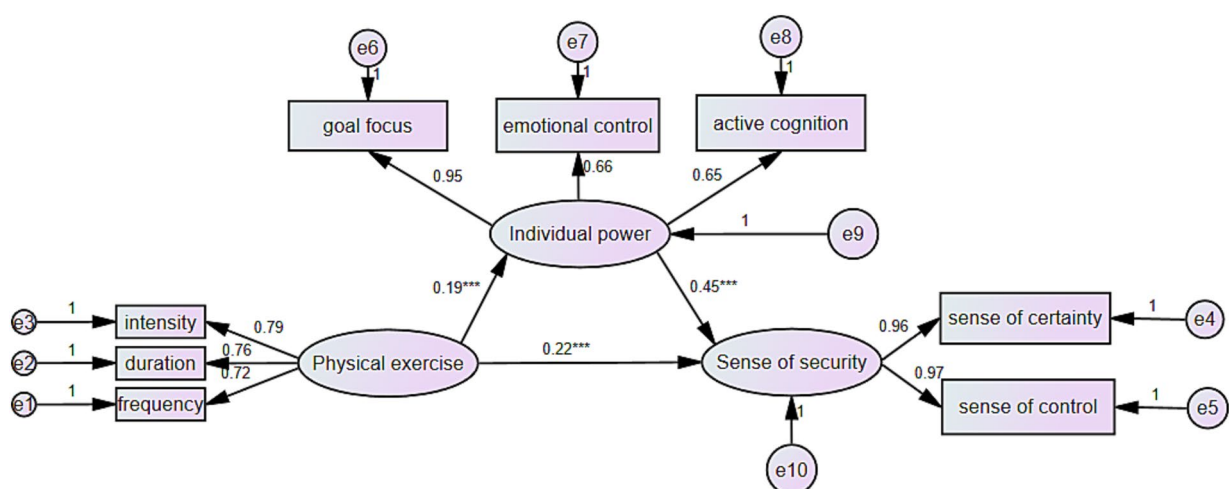 e6
e7
e8
1
1
1
goal focus
emotional control
active cognition
0.95
0.66
0.65
Individual power
1
e9
0.19***
0.45***
e3
1
intensity
0.79
e2
1
duration
0.76
e1
1
frequency
0.72
Physical exercise
0.22***
Sense of security
0.96
sense of certainty
1
e4
0.97
sense of control
1
e5
1
e10